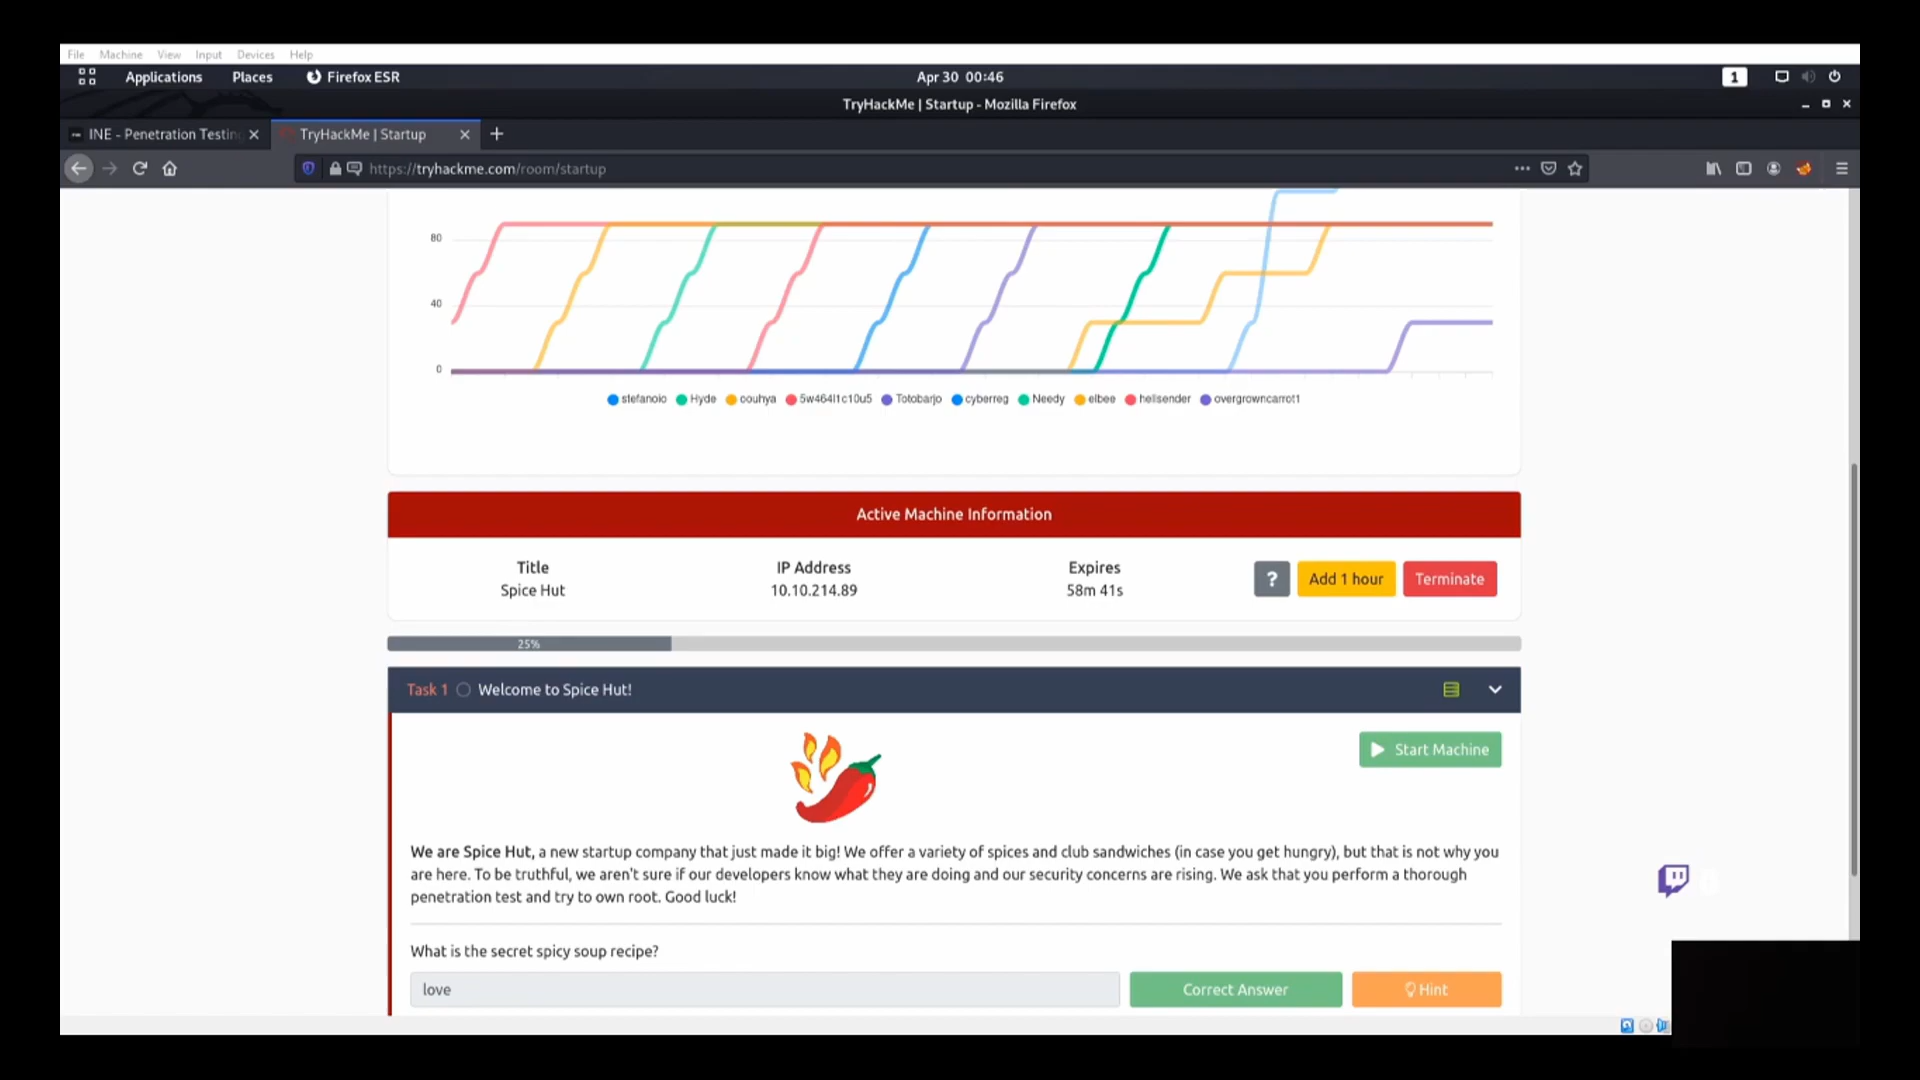 File Machine View Input Devices Help
Applications Places Firefox ESR Apr 30 00:46 1
TryHackMe | Startup - Mozilla Firefox
INE - Penetration Testin TryHackMe | Startup
https://tryhackme.com/room/startup
80
40
0
stefanoio Hyde Totobarjo cyberreg Needy elbee hellsender overgrowncarrot1
Active Machine Information
Title IP Address Expires
Spice Hut 10.10.214.89 58m 41s
? Add 1 hour Terminate
25%
Task 1 Welcome to Spice Hut!
Start Machine
We are Spice Hut, a new startup company that just made it big! We offer a variety of spices and club sandwiches (in case you get hungry), but that is not why you
are here. To be truthful, we aren't sure if our developers know what they are doing and our security concerns are rising. We ask that you perform a thorough
penetration test and try to own root. Good luck!
What is the secret spicy soup recipe?
love Correct Answer Hint